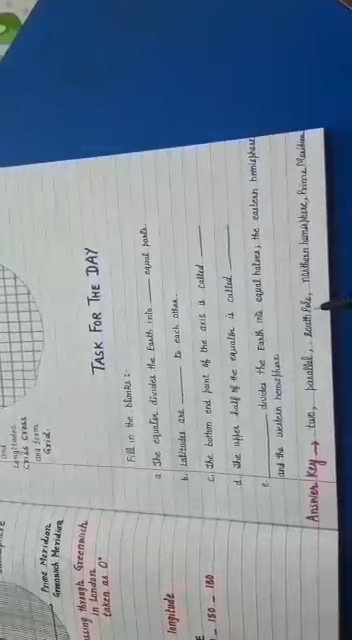 and
Longitudes
Criss Cross
and form
Grid.
TASK FOR THE DAY
Fill in the blanks:-
a. The equator divides the Earth into ______ equal parts.
b. Latitudes are ______ to each other.
c. The bottom end point of the axis is called ______
d. The upper half of the equator is called ______
e. ______ divides the Earth into equal halves, the eastern hemisphere
and the western hemisphere.
Answer Key → two, parallel, South Pole, northern hemisphere, Prime Meridian
Prime Meridian
Greenwich Meridian
ssing through Greenwich
in London
taken as 0°
longitude
150 - 180